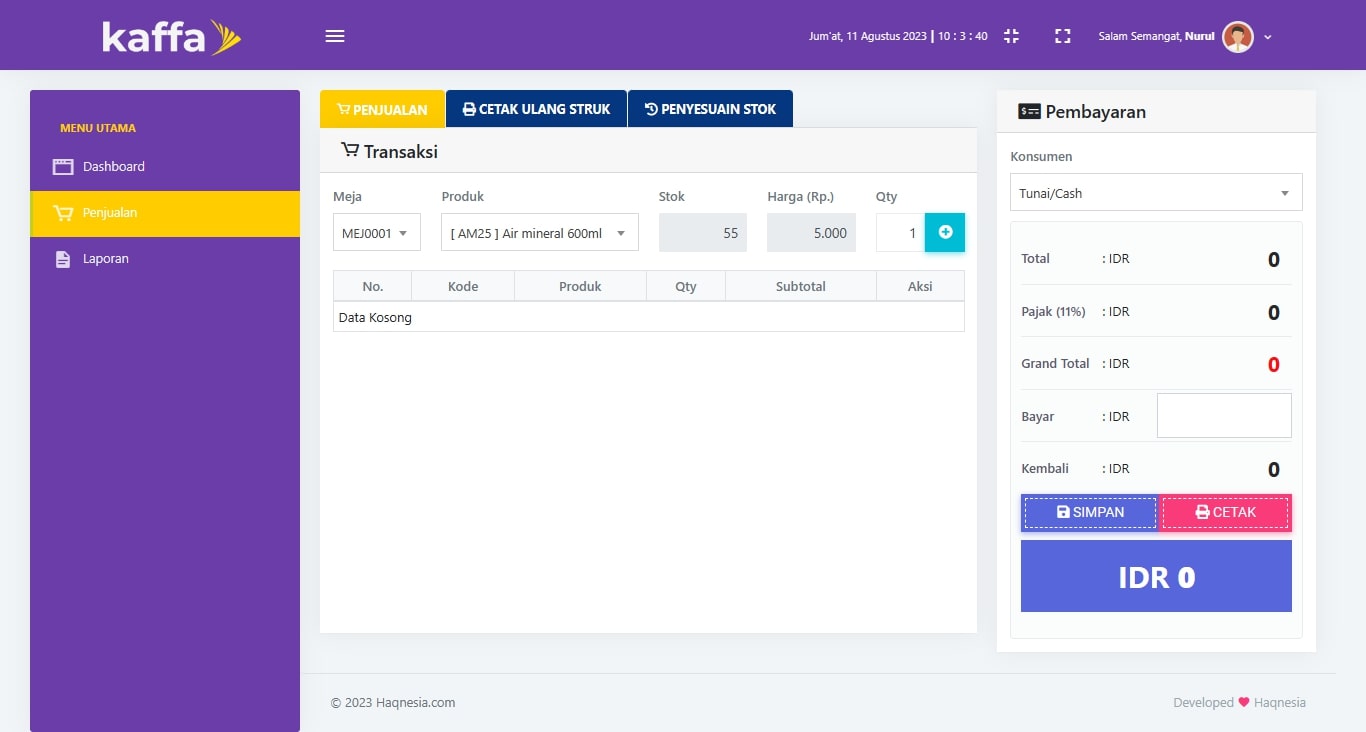 kaffa
Jum'at, 11 Agustus 2023 | 10 : 3 : 40
Salam Semangat, Nurul
MENU UTAMA
Dashboard
Penjualan
Laporan
PENJUALAN
CETAK ULANG STRUK
PENYESUAIN STOK
Transaksi
Meja Produk Stok Harga (Rp.) Qty
MEJ0001 [ AM25 ] Air mineral 600ml 55 5.000 1
No. Kode Produk Qty Subtotal Aksi
Data Kosong
Pembayaran
Konsumen
Tunai/Cash
Total : IDR 0
Pajak (11%) : IDR 0
Grand Total : IDR 0
Bayar : IDR
Kembali : IDR 0
SIMPAN CETAK
IDR 0
© 2023 Haqnesia.com
Developed ❤ Haqnesia